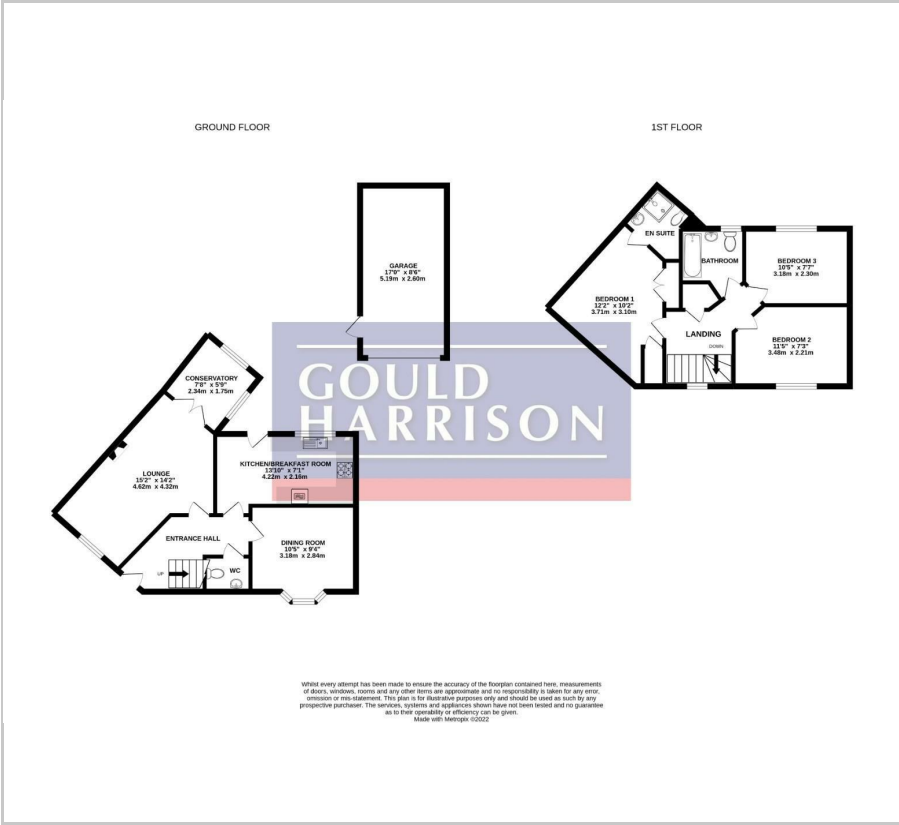 GROUND FLOOR
1ST FLOOR
GARAGE
17'0" x 8'6"
5.19m x 2.60m
EN SUITE
BATHROOM
BEDROOM 3
10'5" x 7'7"
3.18m x 2.30m
BEDROOM 1
12'2" x 10'2"
3.71m x 3.10m
LANDING
DOWN
BEDROOM 2
11'5" x 7'3"
3.48m x 2.21m
CONSERVATORY
7'8" x 5'9"
2.34m x 1.75m
GOULD
HARRISON
KITCHEN/BREAKFAST ROOM
13'10" x 7'1"
4.22m x 2.16m
LOUNGE
15'2" x 14'2"
4.62m x 4.32m
ENTRANCE HALL
DINING ROOM
10'5" x 9'4"
3.18m x 2.84m
UP
WC
Whilst every attempt has been made to ensure the accuracy of the floorplan contained here, measurements
of doors, windows, rooms and any other items are approximate and no responsibility is taken for any error,
omission or mis-statement. This plan is for illustrative purposes only and should be used as such by any
prospective purchaser. The services, systems and appliances shown have not been tested and no guarantee
as to their operability or efficiency can be given.
Made with Metropix ©2022